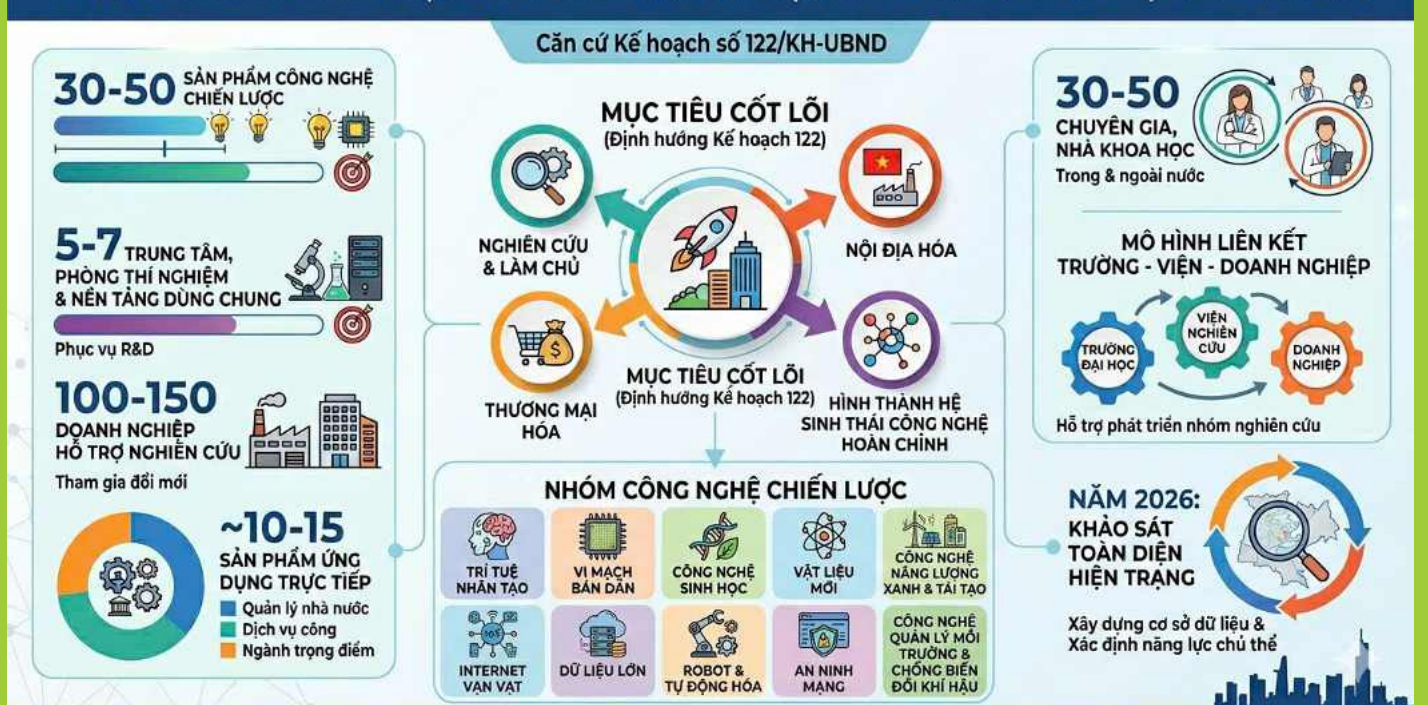 Căn cứ Kế hoạch số 122/KH-UBND
30-50 SẢN PHẨM CÔNG NGHỆ
CHIẾN LƯỢC
5-7 TRUNG TÂM,
PHÒNG THÍ NGHIỆM
& NỀN TẢNG DÙNG CHUNG
Phục vụ R&D
100-150
DOANH NGHIỆP
HỖ TRỢ NGHIÊN CỨU
Tham gia đổi mới
~10-15
SẢN PHẨM ỨNG
DỤNG TRỰC TIẾP
Quản lý nhà nước
Dịch vụ công
Ngành trọng điểm
MỤC TIÊU CỐT LÕI
(Định hướng Kế hoạch 122)
NGHIÊN CỨU
& LÀM CHỦ
NỘI ĐỊA HÓA
THƯƠNG MẠI
HÓA
MỤC TIÊU CỐT LÕI
(Định hướng Kế hoạch 122)
HÌNH THÀNH HỆ
SINH THÁI CÔNG NGHỆ
HOÀN CHỈNH
NHÓM CÔNG NGHỆ CHIẾN LƯỢC
TRÍ TUỆ
NHÂN TẠO
VI MẠCH
BÁN DẪN
CÔNG NGHỆ
SINH HỌC
VẬT LIỆU
MỚI
CÔNG NGHỆ
NĂNG LƯỢNG
XANH & TÁI TẠO
INTERNET
VẠN VẬT
DỮ LIỆU LỚN
ROBOT &
TỰ ĐỘNG HÓA
AN NINH
MẠNG
CÔNG NGHỆ
QUẢN LÝ MÔI
TRƯỜNG &
CHỐNG BIẾN
ĐỔI KHÍ HẬU
30-50
CHUYÊN GIA,
NHÀ KHOA HỌC
Trong & ngoài nước
MÔ HÌNH LIÊN KẾT
TRƯỜNG - VIỆN - DOANH NGHIỆP
TRƯỜNG
ĐẠI HỌC
VIỆN
NGHIÊN
CỨU
DOANH
NGHIỆP
Hỗ trợ phát triển nhóm nghiên cứu
NĂM 2026:
KHẢO SÁT
TOÀN DIỆN
HIỆN TRẠNG
Xây dựng cơ sở dữ liệu &
Xác định năng lực chủ thể